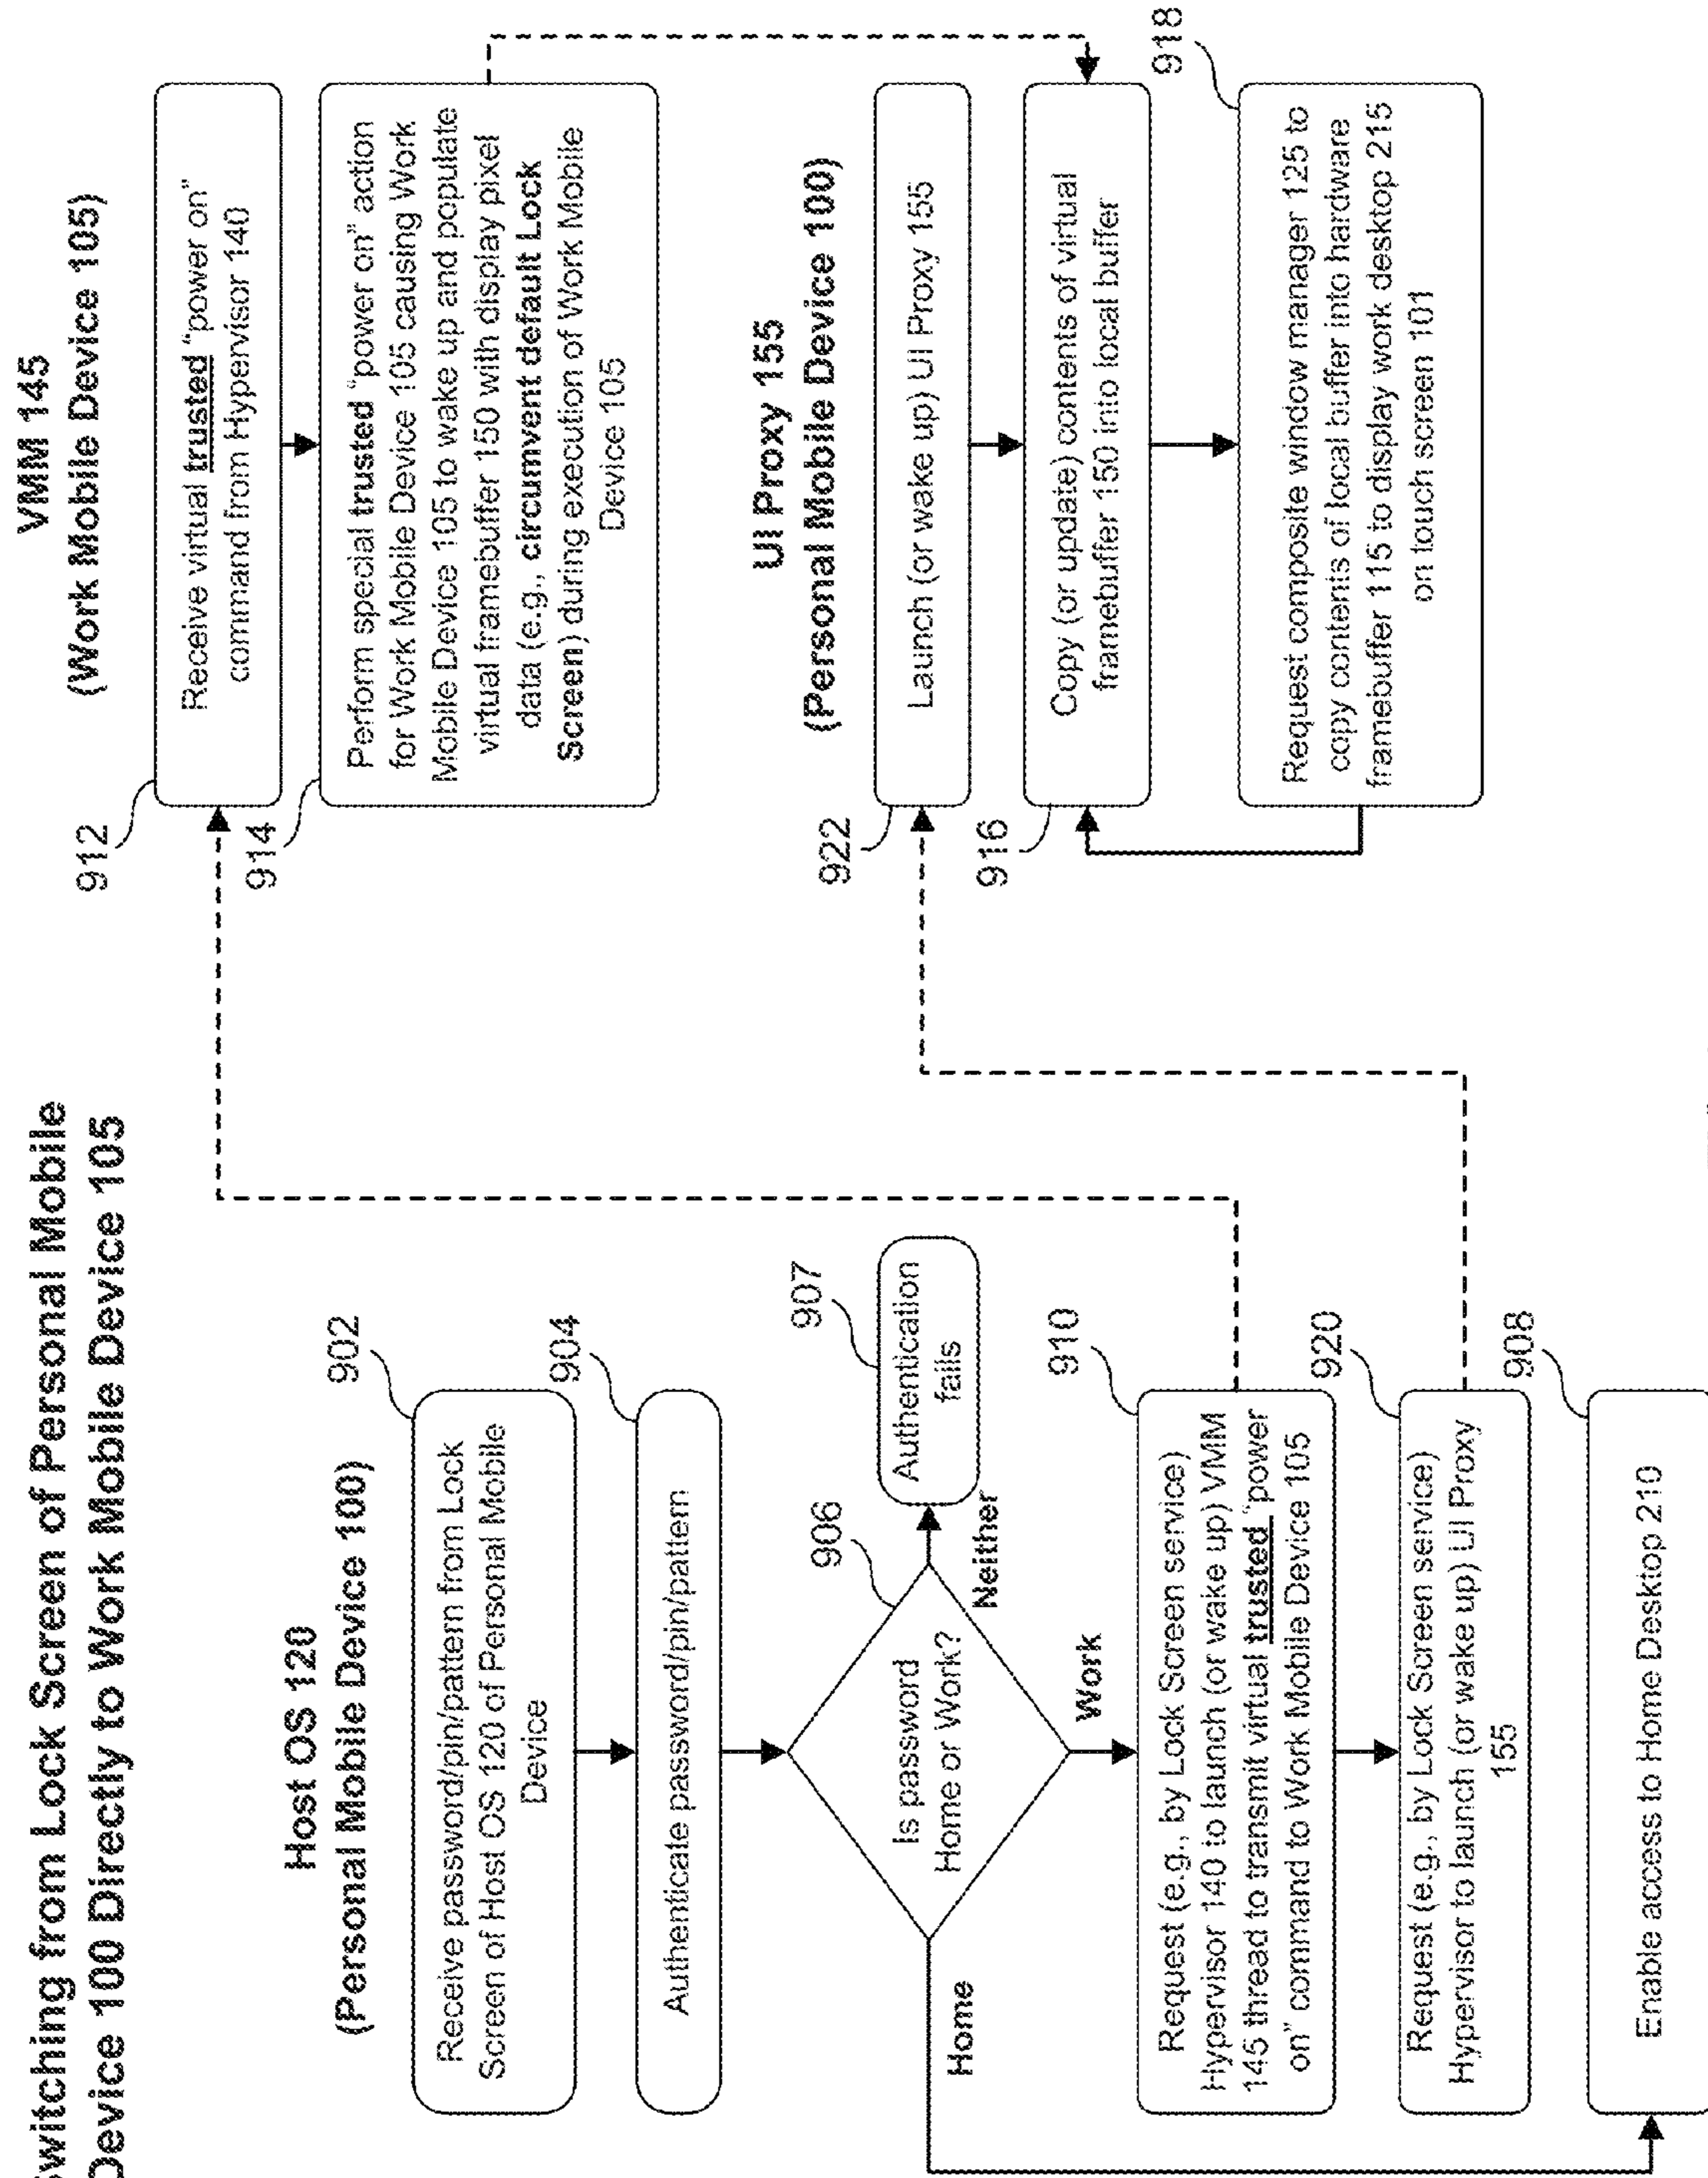 witching from Lock Screen of Personal Mobile
Device 100 Directly to Work Mobile Device 105
Host OS 120
(Personal Mobile Device 100)
902
Receive password/pin/pattern from Lock
Screen of Host OS 120 of Personal Mobile
Device
904
Authenticate password/pin/pattern
906
Is password
Home or Work?
Neither
907
Authentication
fails
Home
Work
910
Request (e.g., by Lock Screen service)
Hypervisor 140 to launch (or wake up) VMM
145 thread to transmit virtual trusted “power
on” command to Work Mobile Device 105
920
Request (e.g., by Lock Screen service)
Hypervisor to launch (or wake up) UI Proxy
155
908
Enable access to Home Desktop 210
VMM 145
(Work Mobile Device 105)
912
Receive virtual trusted “power on”
command from Hypervisor 140
914
Perform special trusted “power on” action
for Work Mobile Device 105 causing Work
Mobile Device 105 to wake up and populate
virtual framebuffer 150 with display pixel
data (e.g., circumvent default Lock
Screen) during execution of Work Mobile
Device 105
UI Proxy 155
(Personal Mobile Device 100)
922
Launch (or wake up) UI Proxy 155
916
Copy (or update) contents of virtual
framebuffer 150 into local buffer
918
Request composite window manager 125 to
copy contents of local buffer into hardware
framebuffer 115 to display work desktop 215
on touch screen 101